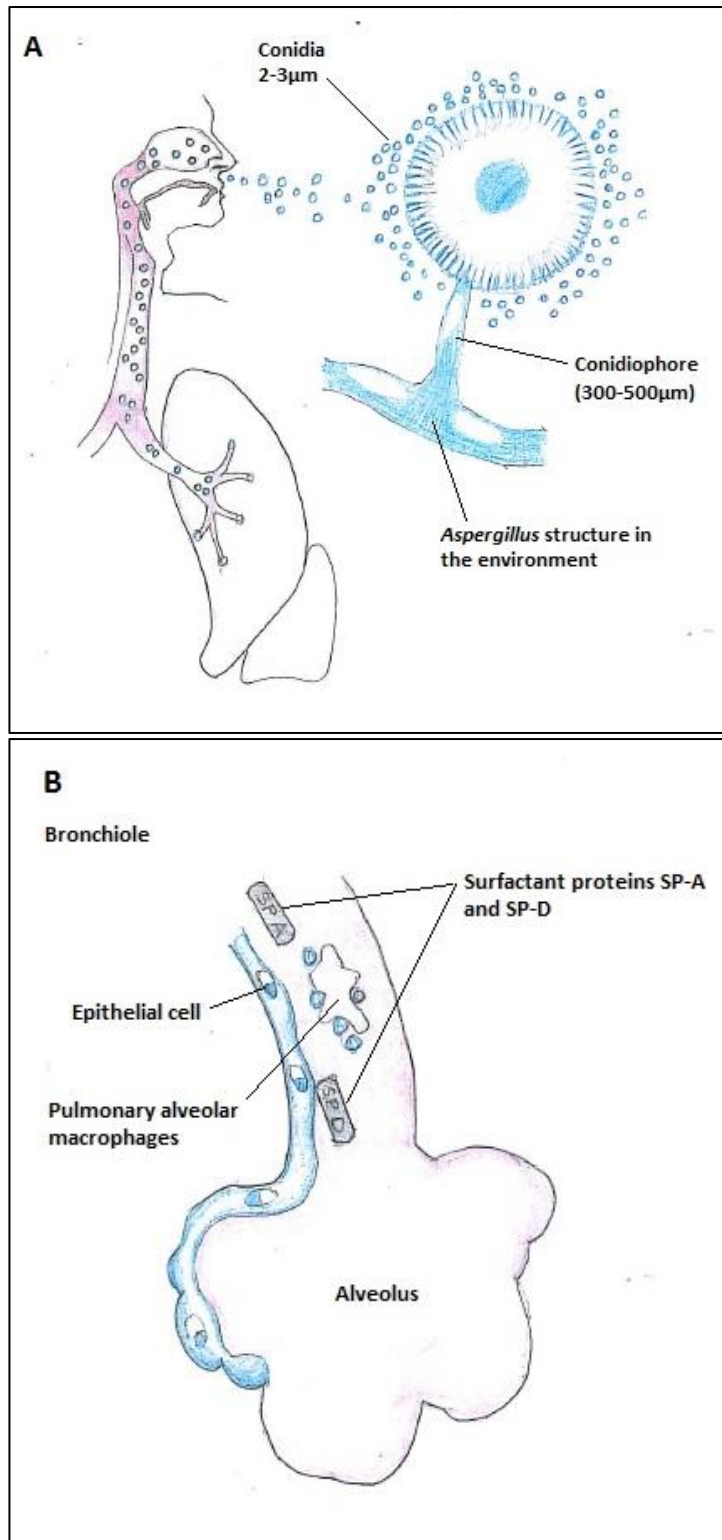 A
Conidia
2-3µm
Conidiophore
(300-500µm)
Aspergillus structure in
the environment
B
Bronchiole
Surfactant proteins SP-A
and SP-D
SP A
Epithelial cell
Pulmonary alveolar
macrophages
SP D
Alveolus